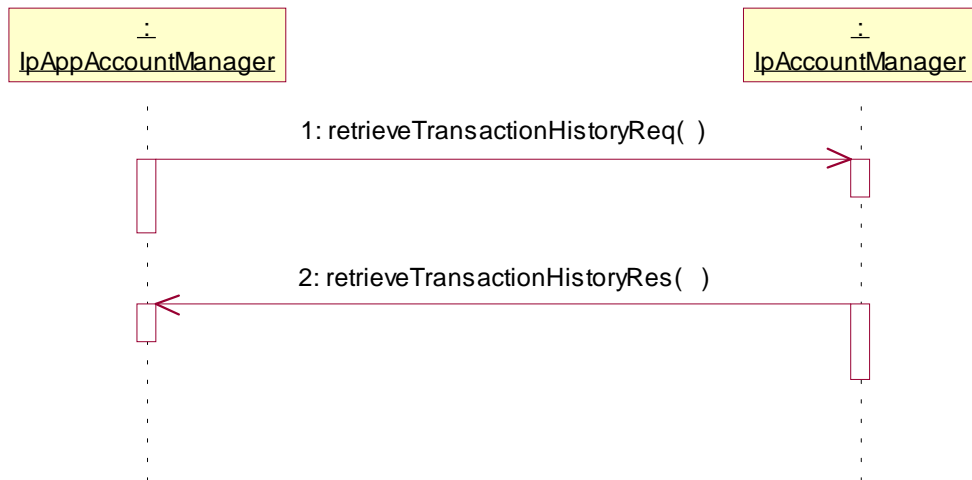 :
IpAppAccountManager
:
IpAccountManager
1: retrieveTransactionHistoryReq(  )
2: retrieveTransactionHistoryRes(  )